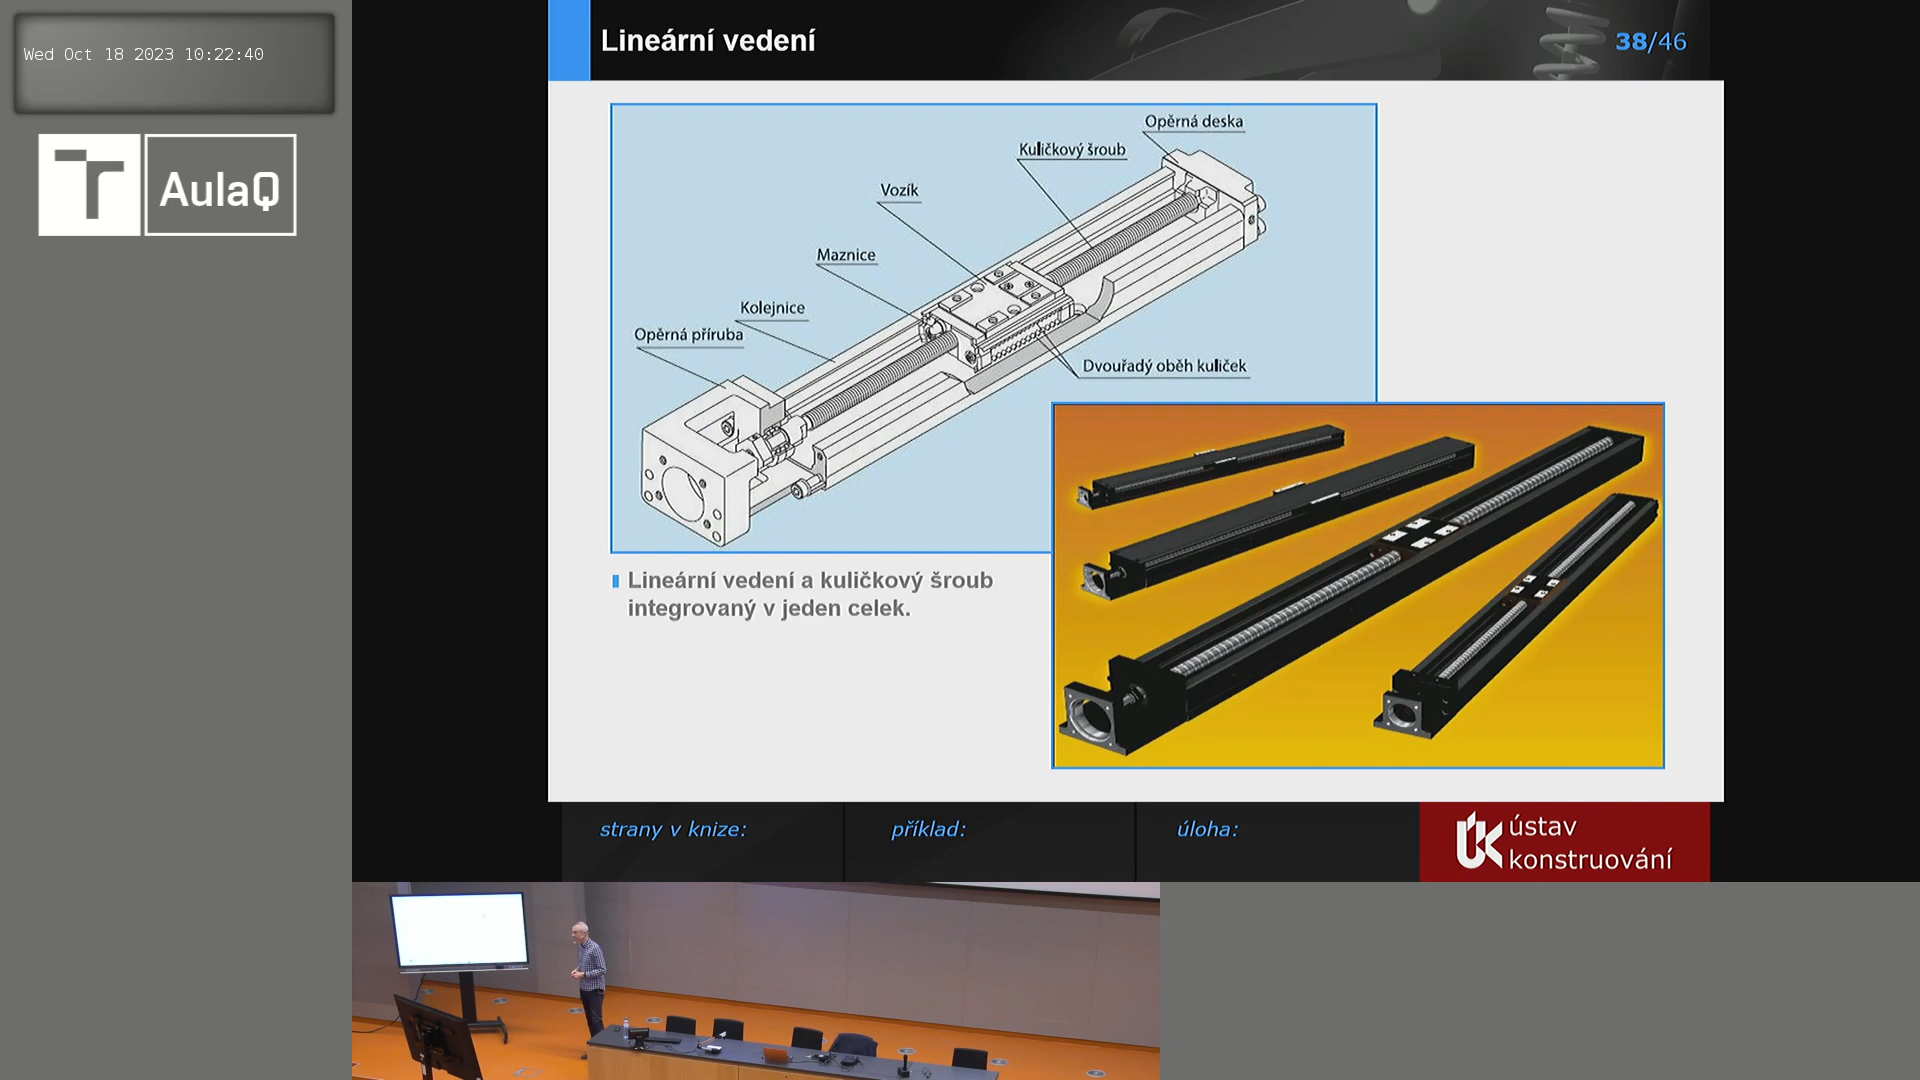 Wed Oct 18 2023 10:22:40
AulaQ
Lineární vedení
38/46
Opěrná deska
Kuličkový šroub
Vozík
Maznice
Kolejnice
Opěrná příruba
Dvouřadý oběh kuliček
Lineární vedení a kuličkový šroub
integrovaný v jeden celek.
strany v knize:
příklad:
úloha:
ÚK
ústav
konstruování